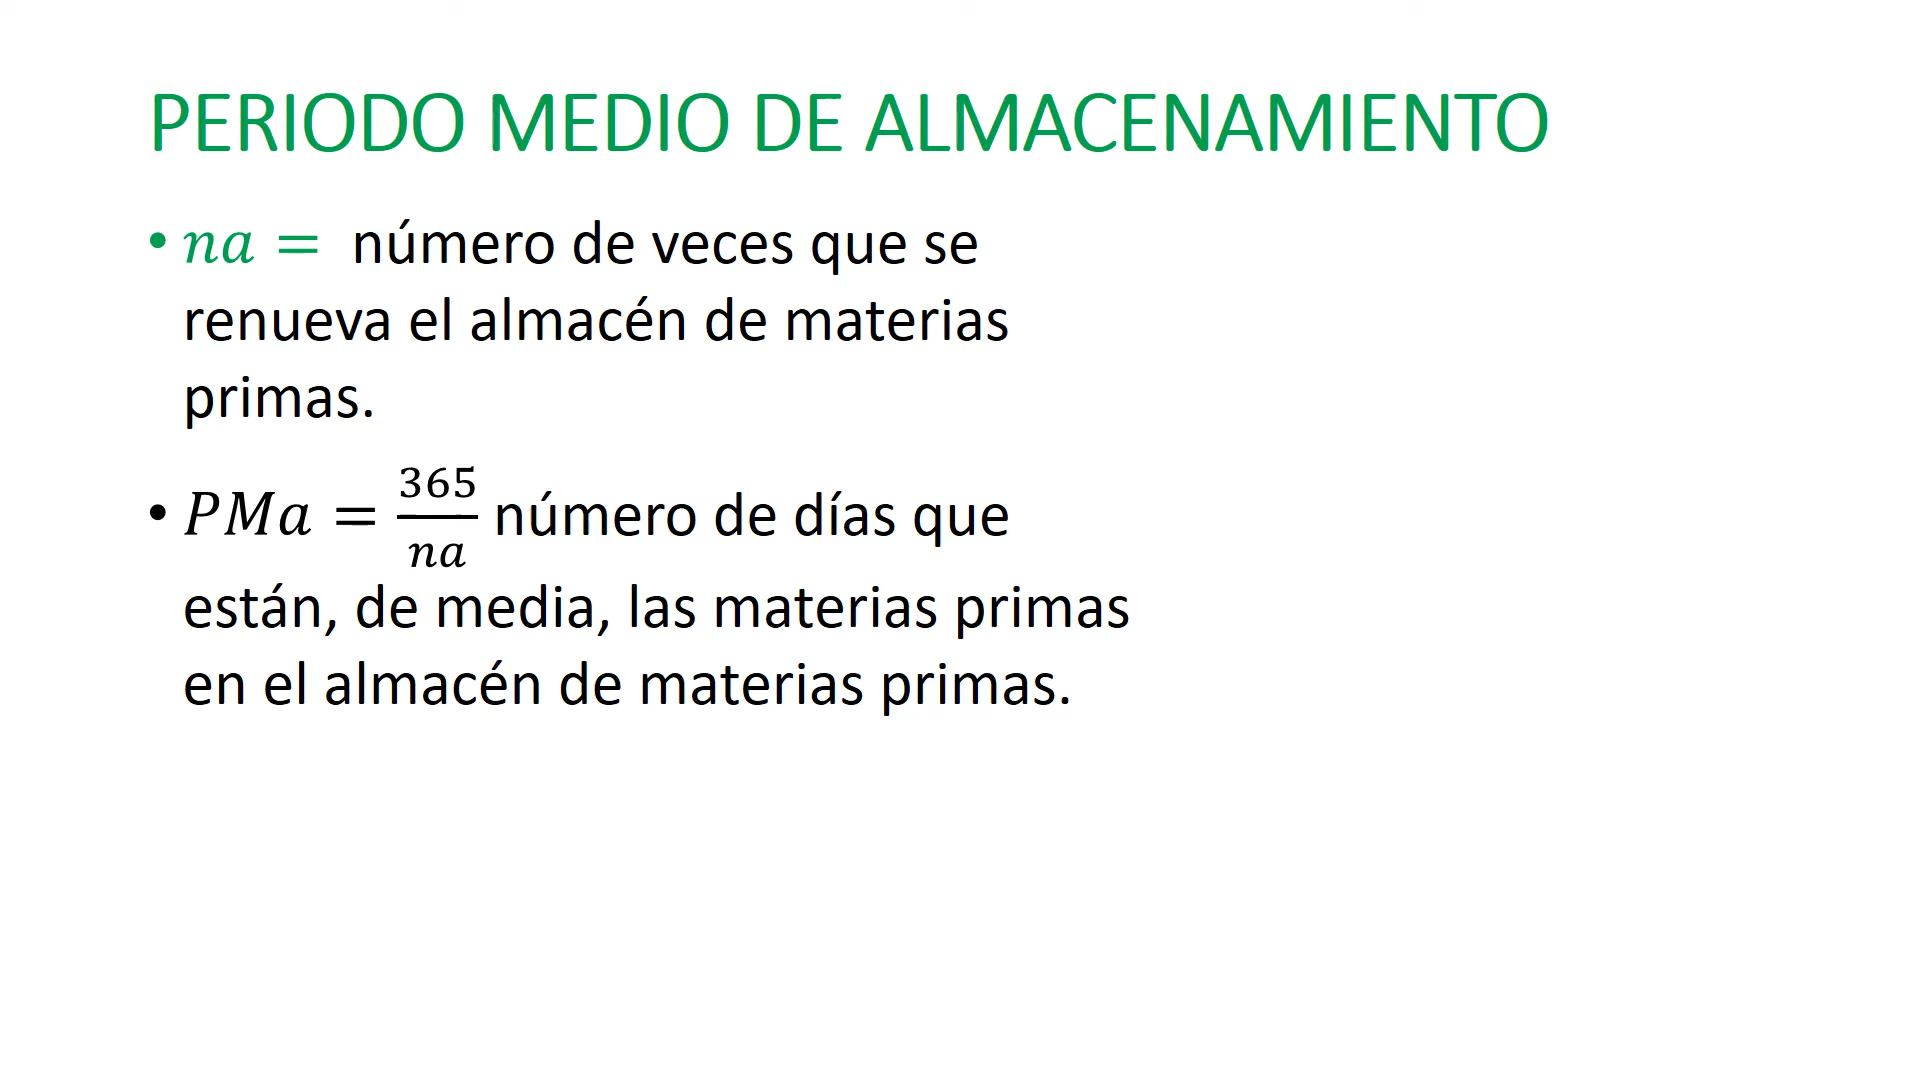 PERIODO MEDIO DE ALMACENAMIENTO
• na = número de veces que se
renueva el almacén de materias
primas.
• PMa = 365/na número de días que
están, de media, las materias primas
en el almacén de materias primas.